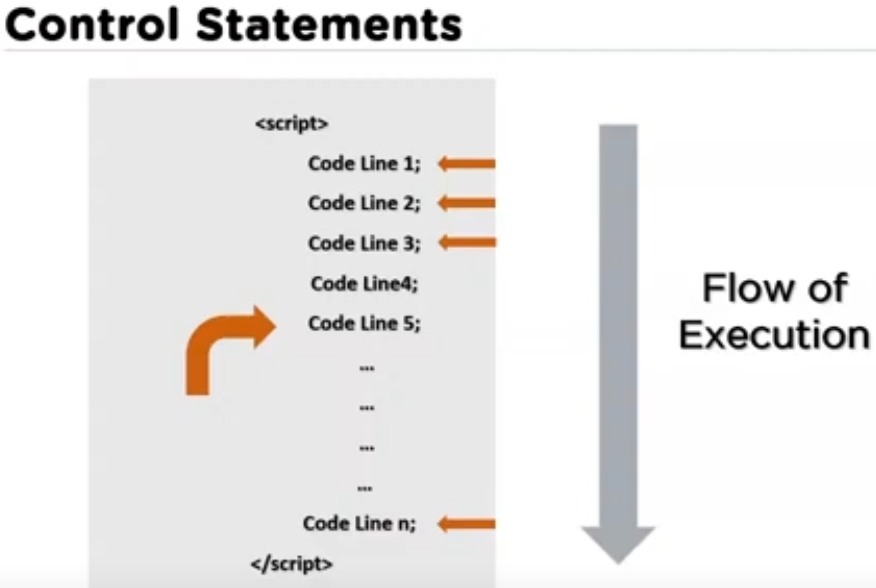 Control Statements
<script>
Code Line 1;
Code Line 2;
Code Line 3;
Code Line4;
Code Line 5;
...
...
...
...
Code Line n;
</script>
Flow of
Execution